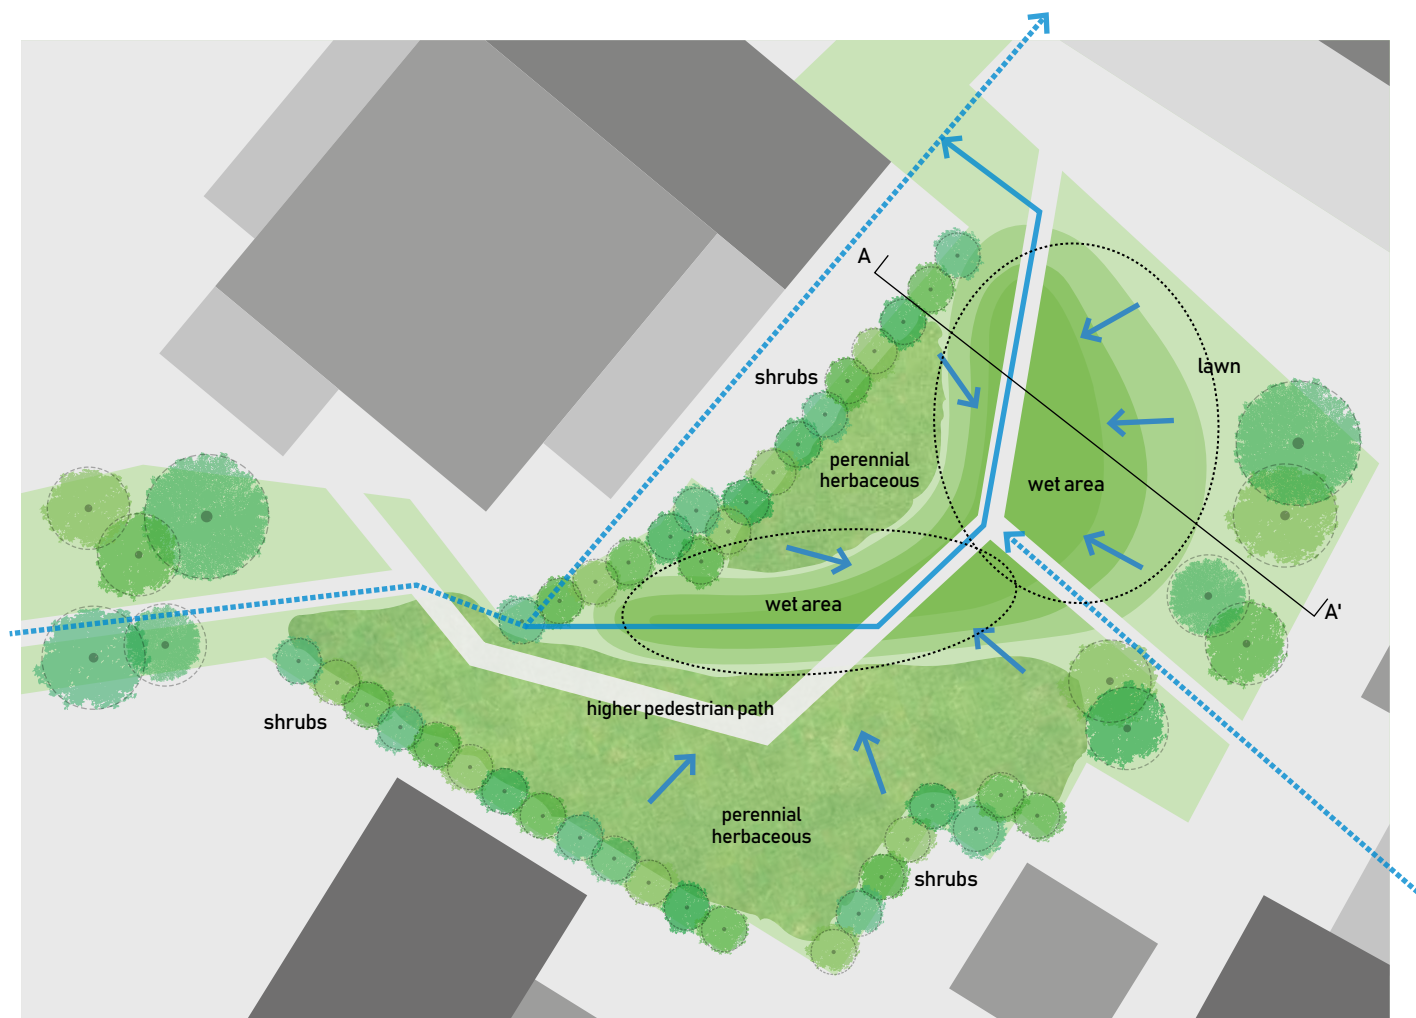 A
shrubs
lawn
perennial
herbaceous
wet area
wet area
A'
higher pedestrian path
shrubs
perennial
herbaceous
shrubs